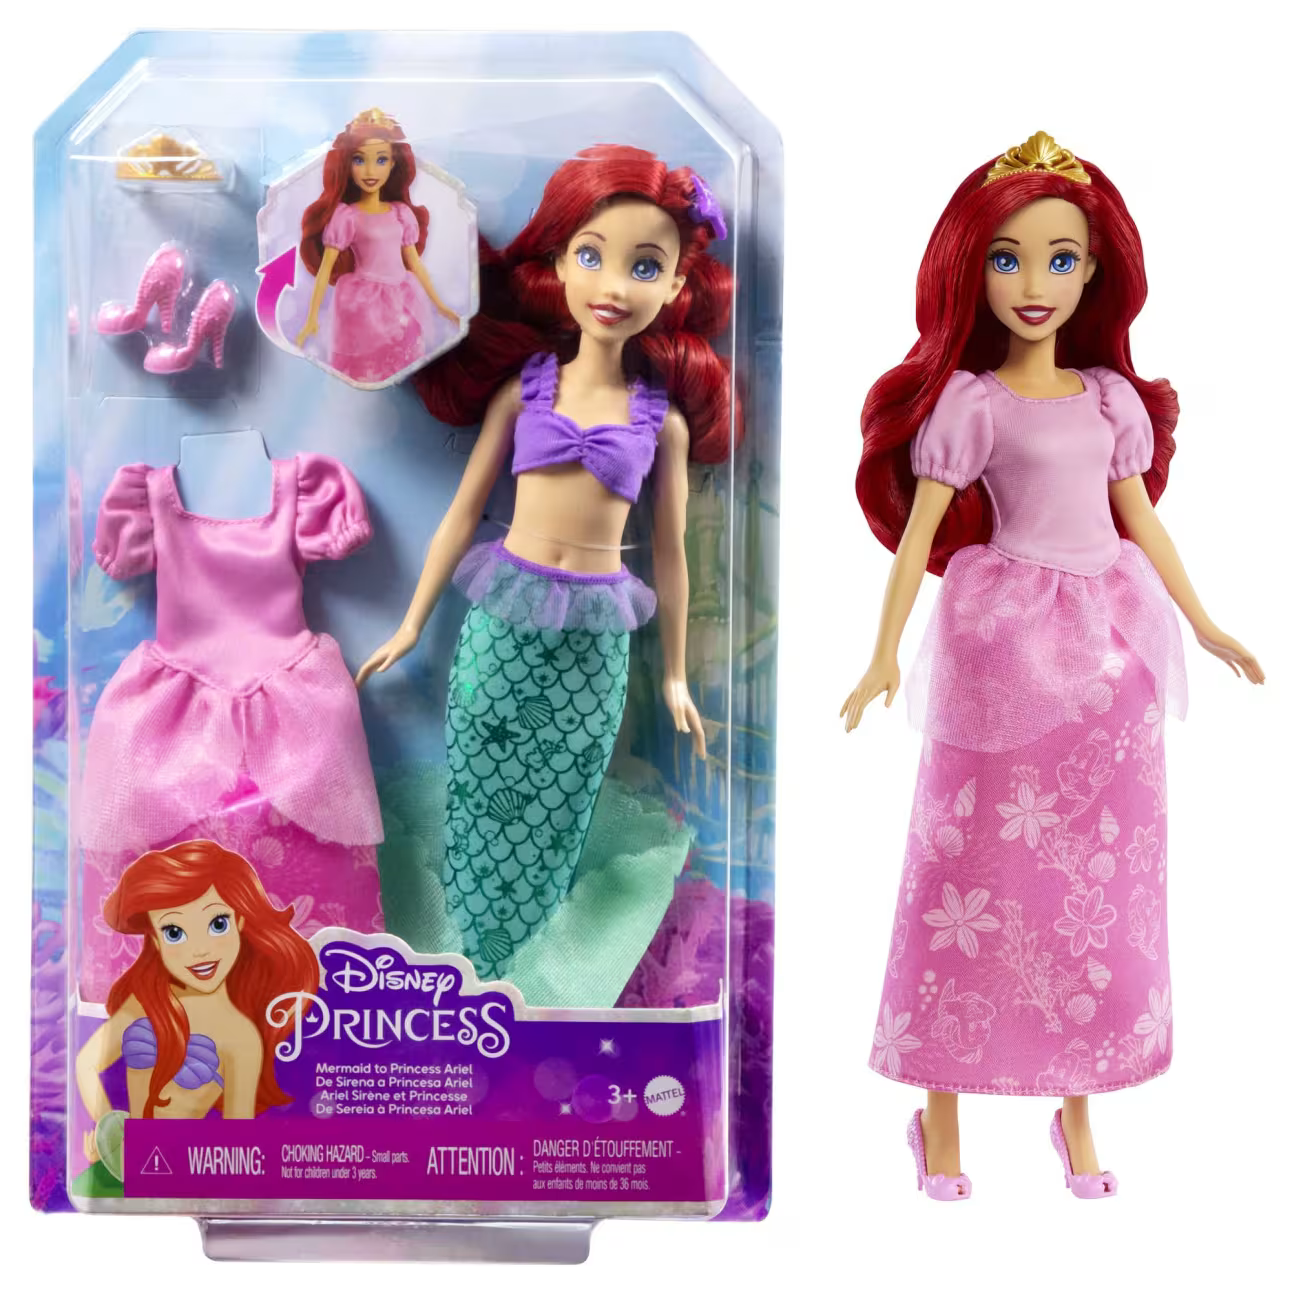 Disney
PRINCESS
Mermaid to Princess Ariel
De Sirena a Princesa Ariel
Ariel Sirène et Princesse
De Sereia à Princesa Ariel
3+
MATTEL
WARNING:
CHOKING HAZARD – Small parts.
Not for children under 3 years.
ATTENTION :
DANGER D'ÉTOUFFEMENT -
Petits éléments. Ne convient pas
aux enfants de moins de 36 mois.